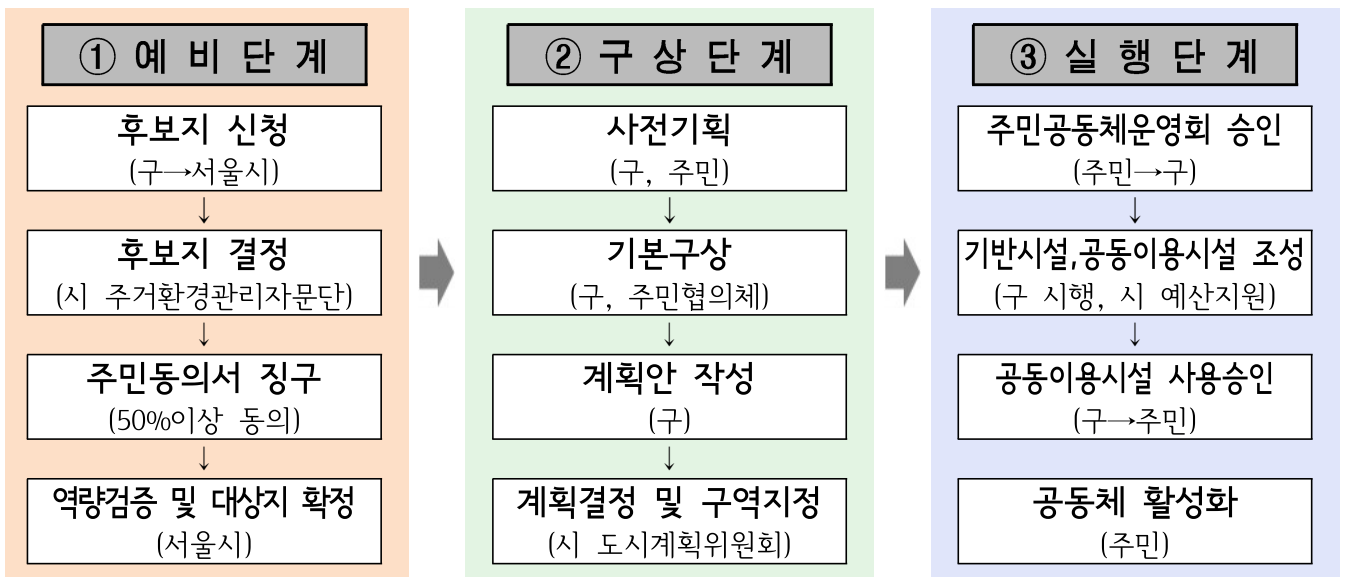 ① 예 비 단 계
후보지 신청
(구→서울시)
↓
후보지 결정
(시 주거환경관리자문단)
↓
주민동의서 징구
(50%이상 동의)
↓
역량검증 및 대상지 확정
(서울시)
② 구 상 단 계
사전기획
(구, 주민)
↓
기본구상
(구, 주민협의체)
↓
계획안 작성
(구)
↓
계획결정 및 구역지정
(시 도시계획위원회)
③ 실 행 단 계
주민공동체운영회 승인
(주민→구)
↓
기반시설,공동이용시설 조성
(구 시행, 시 예산지원)
↓
공동이용시설 사용승인
(구→주민)
공동체 활성화
(주민)